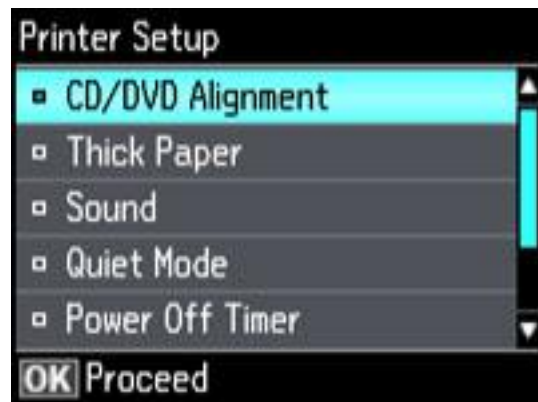 Printer Setup
CD/DVD Alignment
Thick Paper
Sound
Quiet Mode
Power Off Timer
OK Proceed